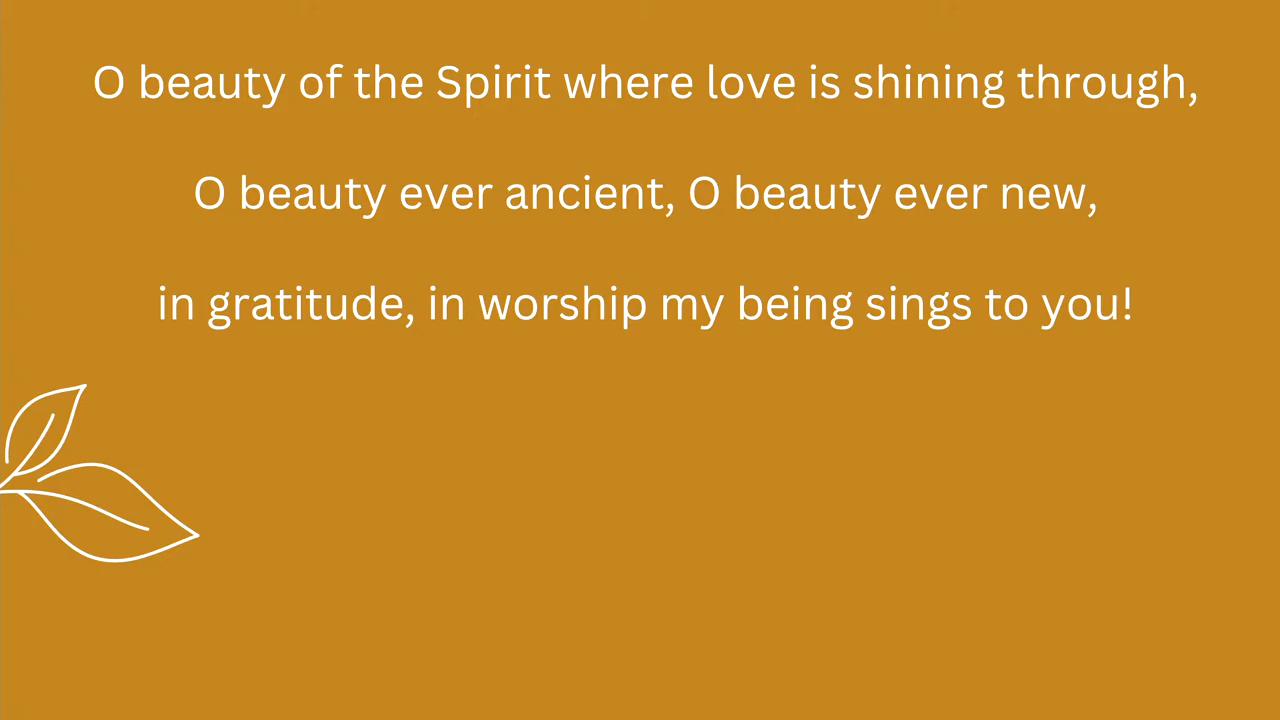 O beauty of the Spirit where love is shining through,
O beauty ever ancient, O beauty ever new,
in gratitude, in worship my being sings to you!